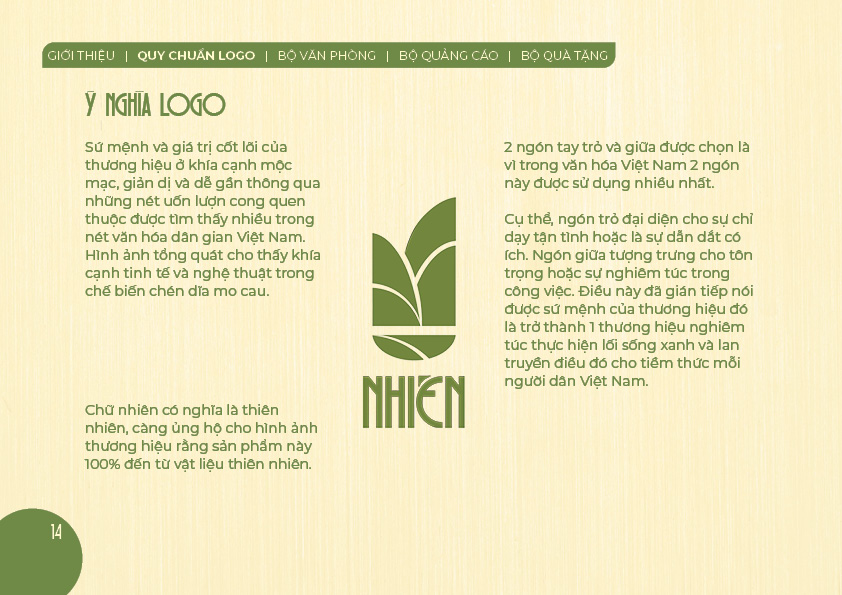 GIỚI THIỆU | QUY CHUẨN LOGO | BỘ VĂN PHÒNG | BỘ QUẢNG CÁO | BỘ QUÀ TẶNG
Ý NGHĨA LOGO
Sứ mệnh và giá trị cốt lõi của
thương hiệu ở khía cạnh mộc
mạc, giản dị và dễ gần thông qua
những nét uốn lượn cong quen
thuộc được tìm thấy nhiều trong
nét văn hóa dân gian Việt Nam.
Hình ảnh tổng quát cho thấy khía
cạnh tinh tế và nghệ thuật trong
chế biến chén dĩa mo cau.
Chữ nhiên có nghĩa là thiên
nhiên, càng ủng hộ cho hình ảnh
thương hiệu rằng sản phẩm này
100% đến từ vật liệu thiên nhiên.
NHIÊN
2 ngón tay trỏ và giữa được chọn là
vì trong văn hóa Việt Nam 2 ngón
này được sử dụng nhiều nhất.
Cụ thể, ngón trỏ đại diện cho sự chỉ
dạy tận tình hoặc là sự dẫn dắt có
ích. Ngón giữa tượng trưng cho tôn
trọng hoặc sự nghiêm túc trong
công việc. Điều này đã gián tiếp nói
được sứ mệnh của thương hiệu đó
là trở thành 1 thương hiệu nghiêm
túc thực hiện lối sống xanh và lan
truyền điều đó cho tiềm thức mỗi
người dân Việt Nam.
14